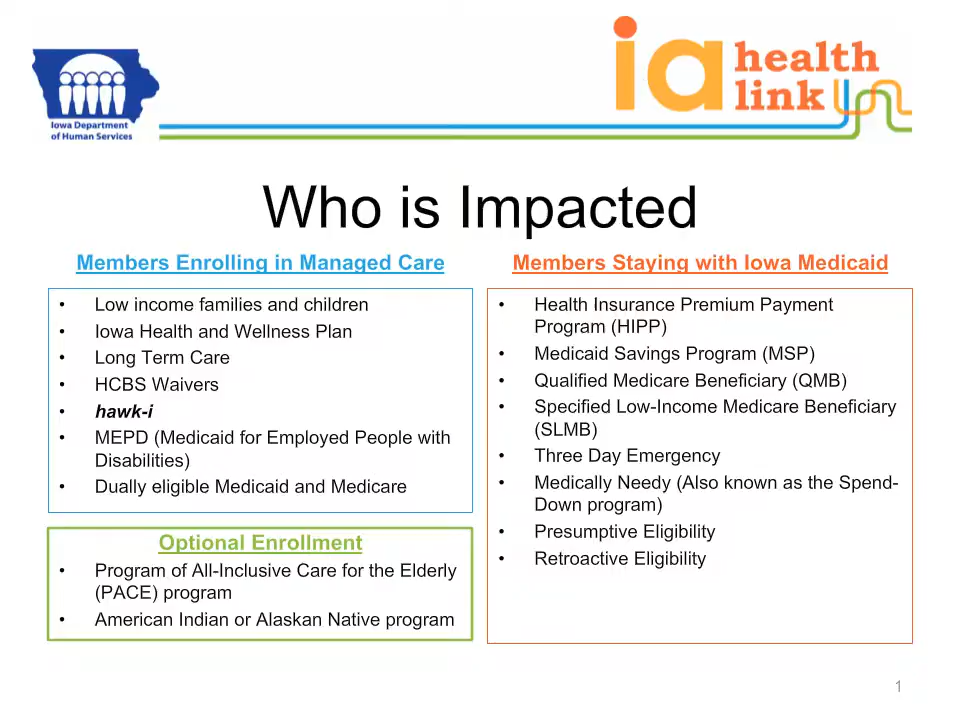 Iowa Department
of Human Services
ia health
link
Who is Impacted
Members Enrolling in Managed Care
• Low income families and children
• Iowa Health and Wellness Plan
• Long Term Care
• HCBS Waivers
• hawk-i
• MEPD (Medicaid for Employed People with
Disabilities)
• Dually eligible Medicaid and Medicare
Optional Enrollment
• Program of All-Inclusive Care for the Elderly
(PACE) program
• American Indian or Alaskan Native program
Members Staying with Iowa Medicaid
• Health Insurance Premium Payment
Program (HIPP)
• Medicaid Savings Program (MSP)
• Qualified Medicare Beneficiary (QMB)
• Specified Low-Income Medicare Beneficiary
(SLMB)
• Three Day Emergency
• Medically Needy (Also known as the Spend-
Down program)
• Presumptive Eligibility
• Retroactive Eligibility
1